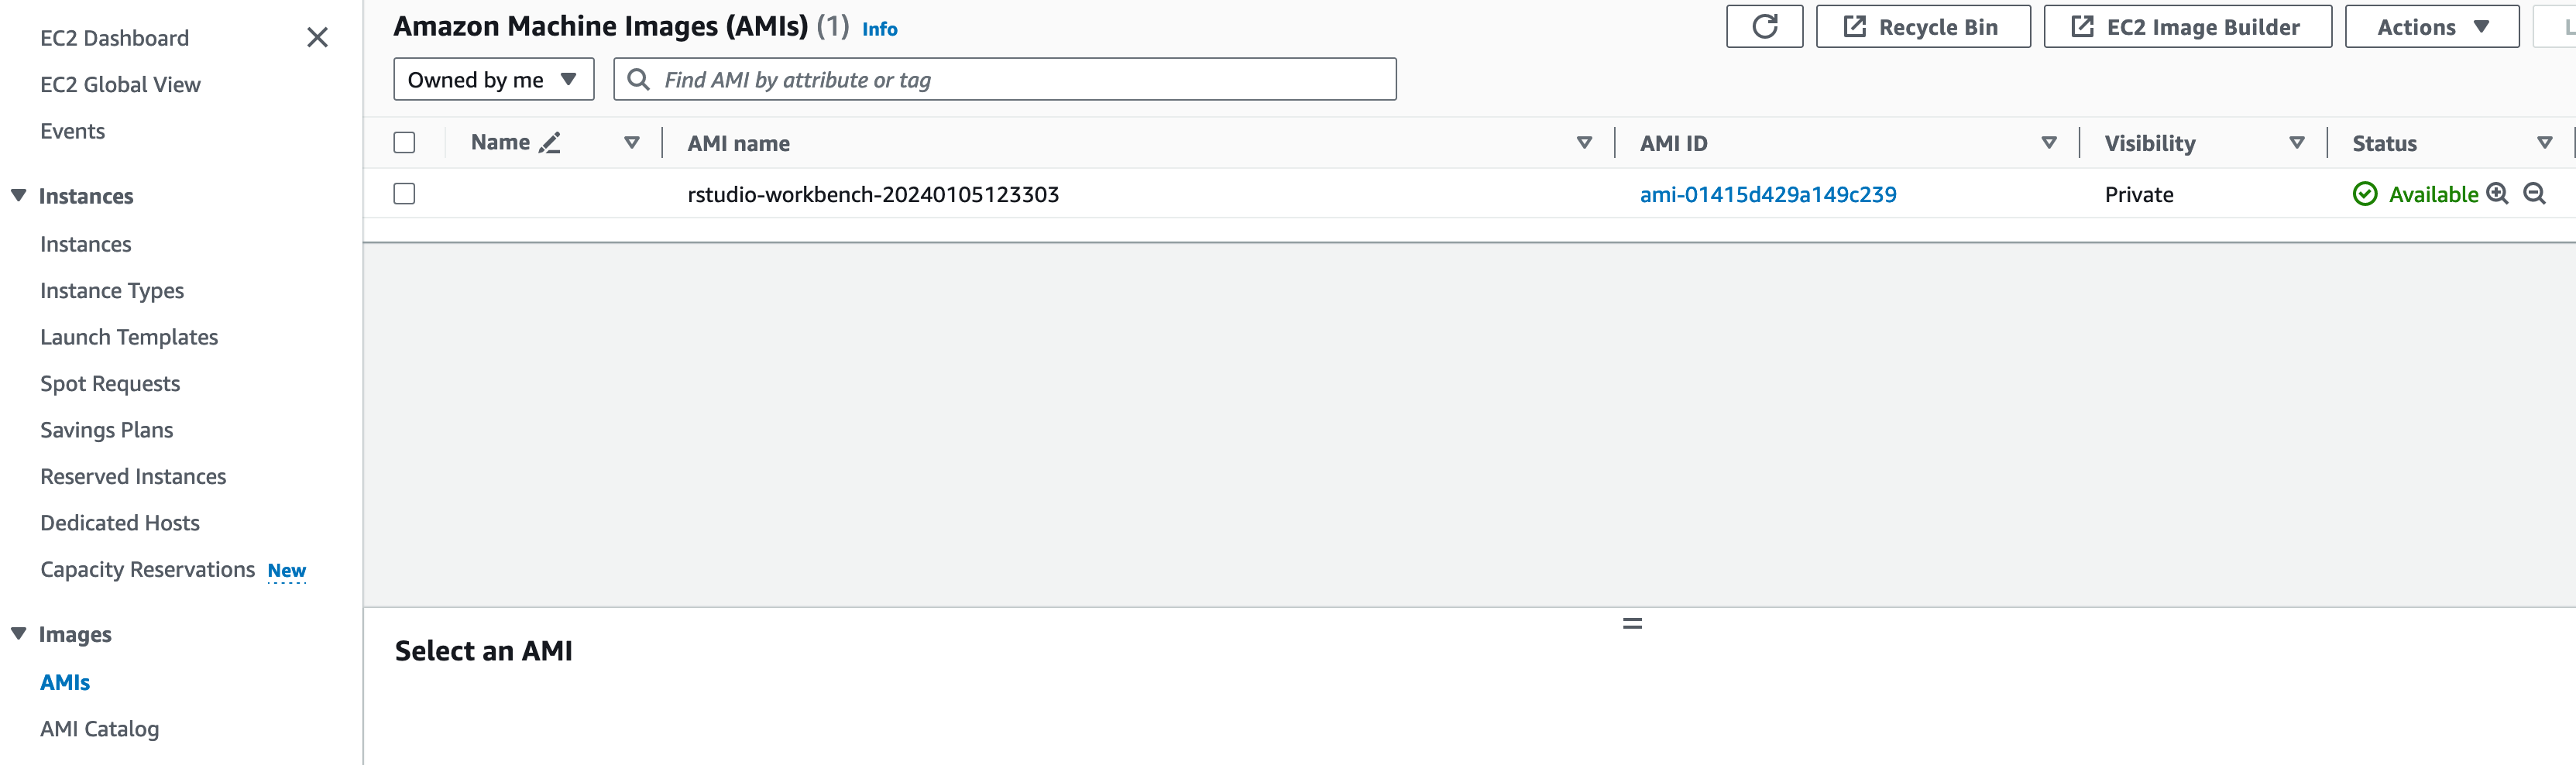 EC2 Dashboard
EC2 Global View
Events
Instances
Instances
Instance Types
Launch Templates
Spot Requests
Savings Plans
Reserved Instances
Dedicated Hosts
Capacity Reservations New
Images
AMIs
AMI Catalog
Amazon Machine Images (AMIs) (1) Info
Recycle Bin
EC2 Image Builder
Actions
Owned by me
Find AMI by attribute or tag
Name AMI name AMI ID Visibility Status
rstudio-workbench-20240105123303 ami-01415d429a149c239 Private Available
Select an AMI